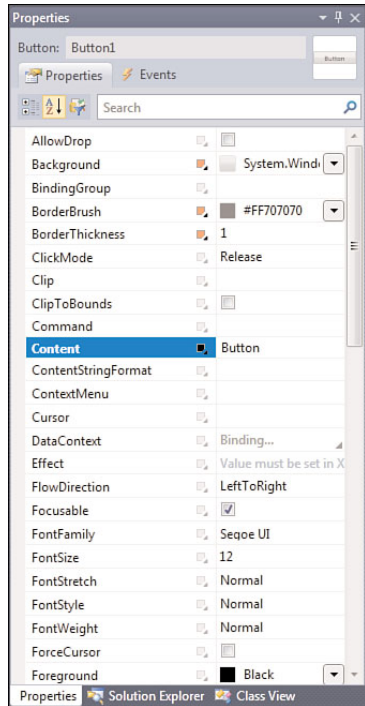 Properties
Button: Button1
Button
Properties Events
Search
AllowDrop
Background System.Wind
BindingGroup
BorderBrush #FF707070
BorderThickness 1
ClickMode Release
Clip
ClipToBounds
Command
Content Button
ContentStringFormat
ContextMenu
Cursor
DataContext Binding...
Effect Value must be set in X
FlowDirection LeftToRight
Focusable
FontFamily Segoe UI
FontSize 12
FontStretch Normal
FontStyle Normal
FontWeight Normal
ForceCursor
Foreground Black
Properties Solution Explorer Class View